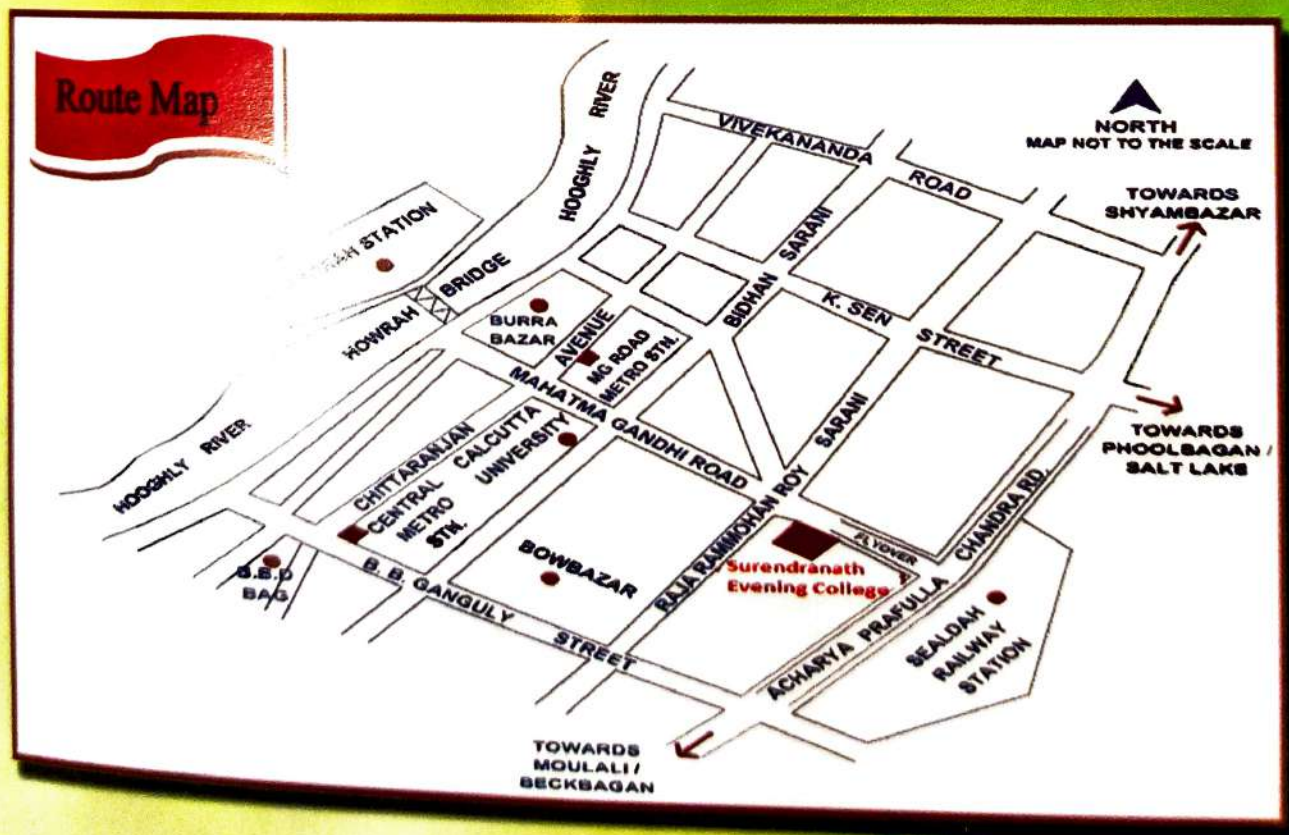 Route Map
HOOGHLY RIVER
VIVEKANANDA ROAD
NORTH
MAP NOT TO THE SCALE
TOWARDS
SHYAMBAZAR
STATION
HOWRAH BRIDGE
BURRA
BAZAR
AVENUE
MG ROAD
METRO STN.
BIDHAN SARANI
K. SEN STREET
TOWARDS
PHOOLBAGAN /
SALT LAKE
HOOGHLY RIVER
MAHATMA GANDHI ROAD
CHITTARANJAN
CENTRAL
METRO
STN.
CALCUTTA
UNIVERSITY
RAJA RAMMOHAN ROY SARANI
B.B.D
BAG
B. B. GANGULY STREET
BOWBAZAR
FLYOVER
Surendranath
Evening College
ACHARYA PRAFULLA CHANDRA RD.
SEALDAH
RAILWAY
STATION
TOWARDS
MOULALI /
BECKBAGAN